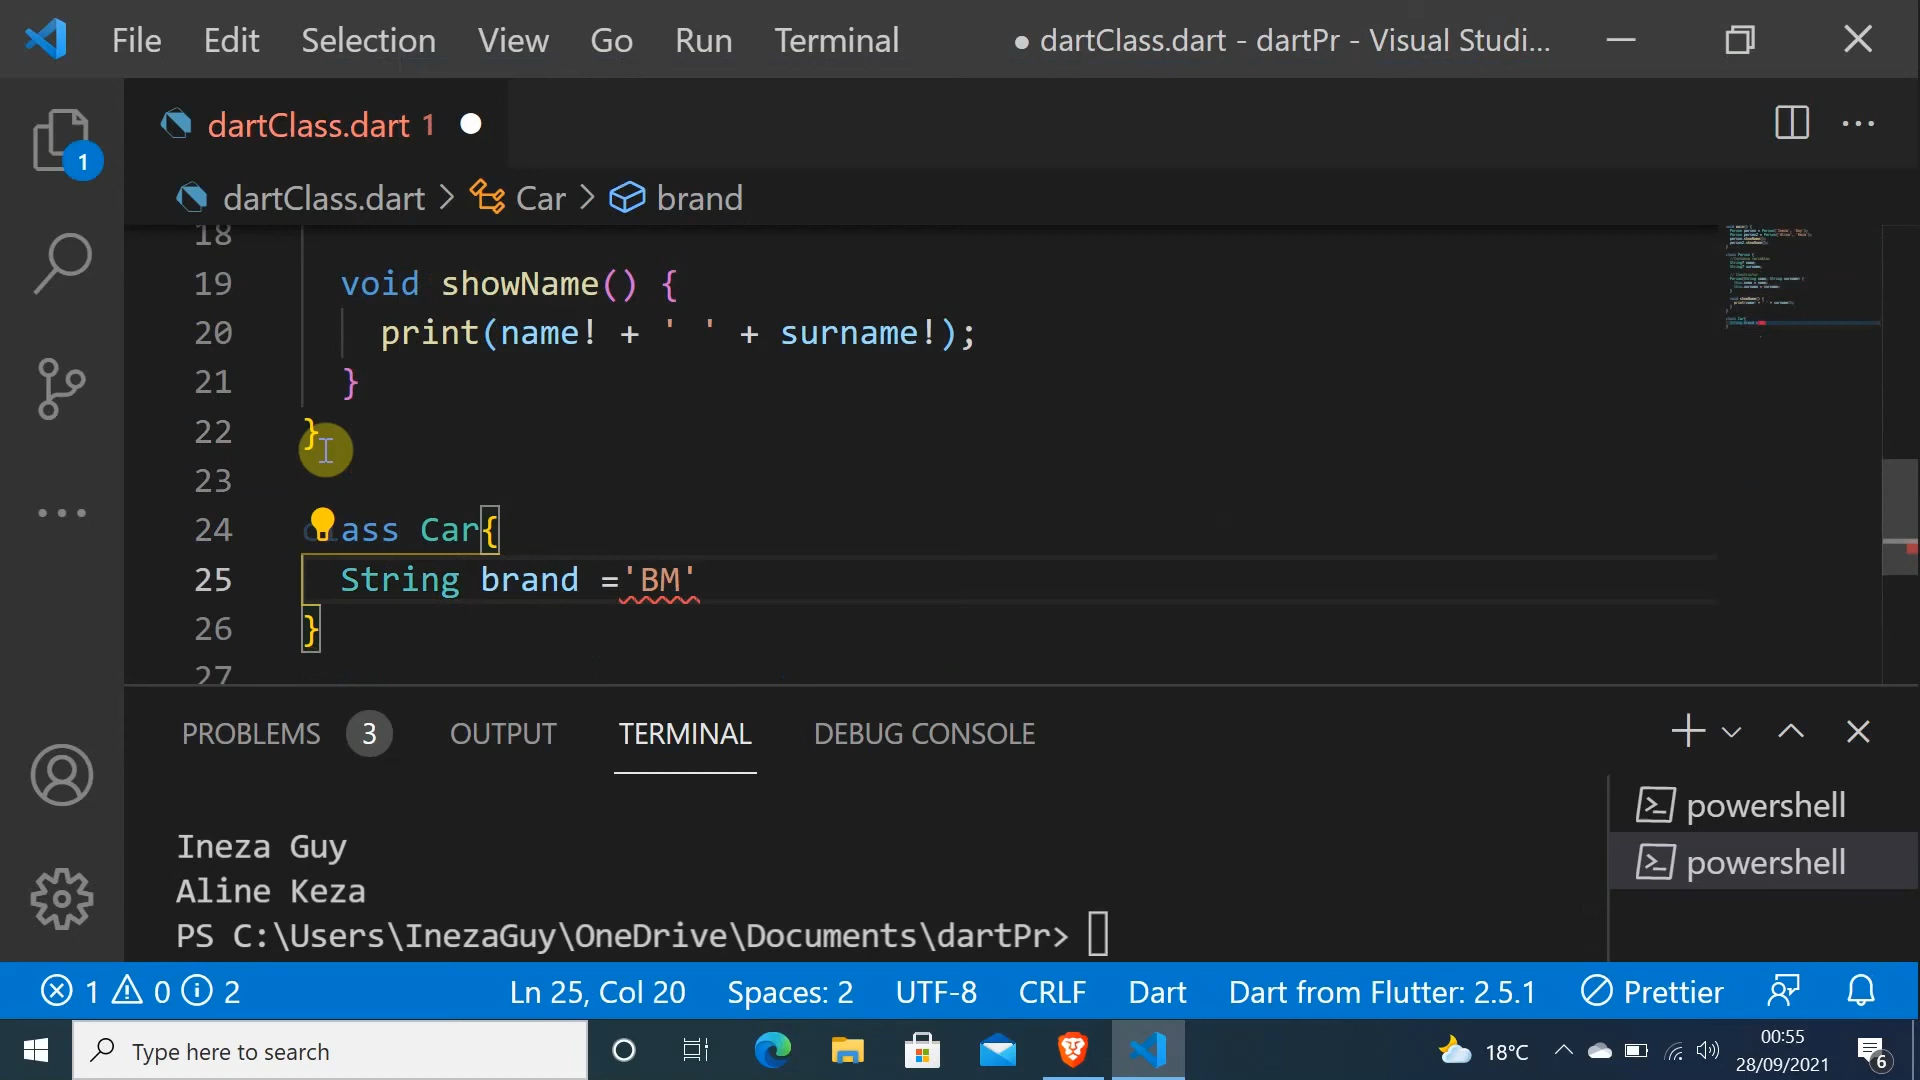 File Edit Selection View Go Run Terminal ● dartClass.dart - dartPr - Visual Studi...
1
dartClass.dart 1
dartClass.dart > Car > brand
18
19 void showName() {
20 print(name! + ' ' + surname!);
21 }
22 }
23
24 class Car{
25 String brand ='BM'
26 }
27
PROBLEMS 3 OUTPUT TERMINAL DEBUG CONSOLE
Ineza Guy
Aline Keza
PS C:\Users\InezaGuy\OneDrive\Documents\dartPr>
powershell
powershell
1 0 2 Ln 25, Col 20 Spaces: 2 UTF-8 CRLF Dart Dart from Flutter: 2.5.1 Prettier
Type here to search 18°C 00:55
28/09/2021 6